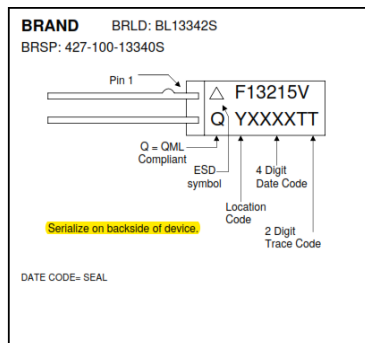 BRAND BRLD: BL13342S
BRSP: 427-100-13340S
Pin 1
△ F13215V
Q YXXXXTT
Q = QML
Compliant
ESD
symbol
4 Digit
Date Code
Location
Code
2 Digit
Trace Code
Serialize on backside of device.
DATE CODE= SEAL